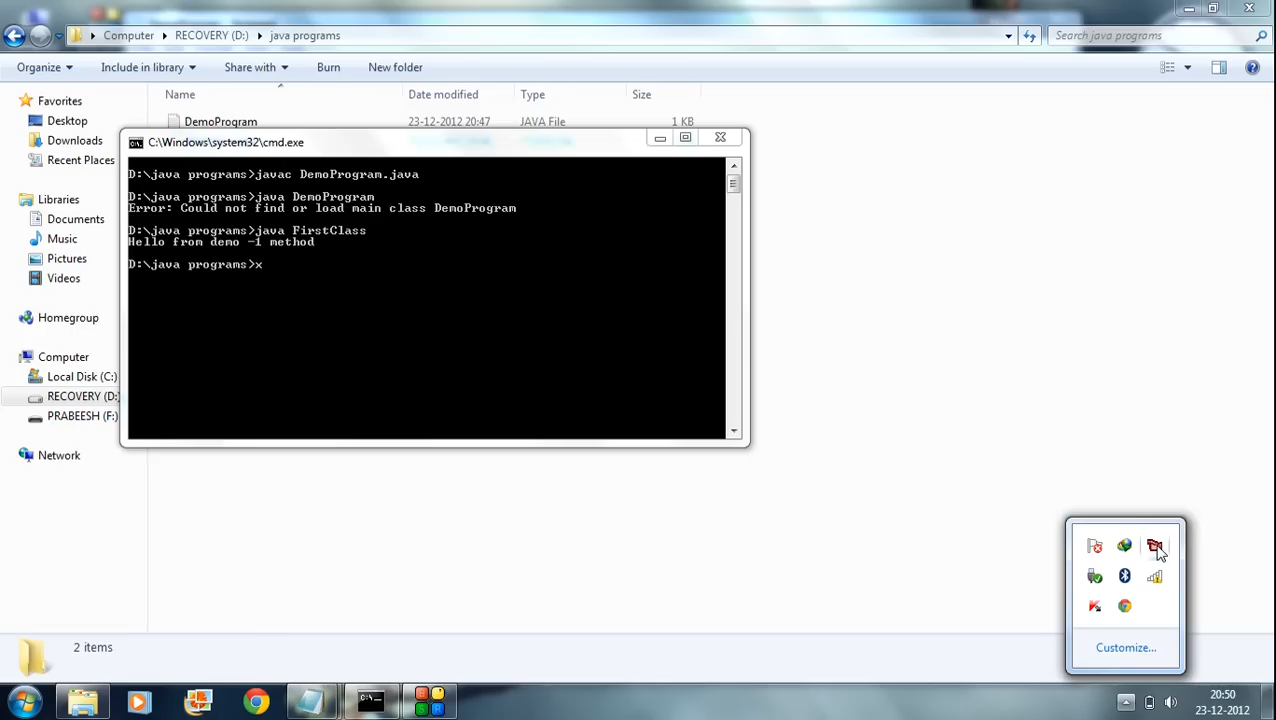 Computer ▸ RECOVERY (D:) ▸ java programs
Search java programs
Organize Include in library Share with Burn New folder
Name Date modified Type Size
Favorites
Desktop
Downloads
Recent Places
Libraries
Documents
Music
Pictures
Videos
Homegroup
Computer
Local Disk (C:)
RECOVERY (D:)
PRABEESH (F:)
Network
DemoProgram 23-12-2012 20:47 JAVA File 1 KB
C:\Windows\system32\cmd.exe
D:\java programs>javac DemoProgram.java
D:\java programs>java DemoProgram
Error: Could not find or load main class DemoProgram
D:\java programs>java FirstClass
Hello from demo -1 method
D:\java programs>x
Customize...
2 items
20:50
23-12-2012